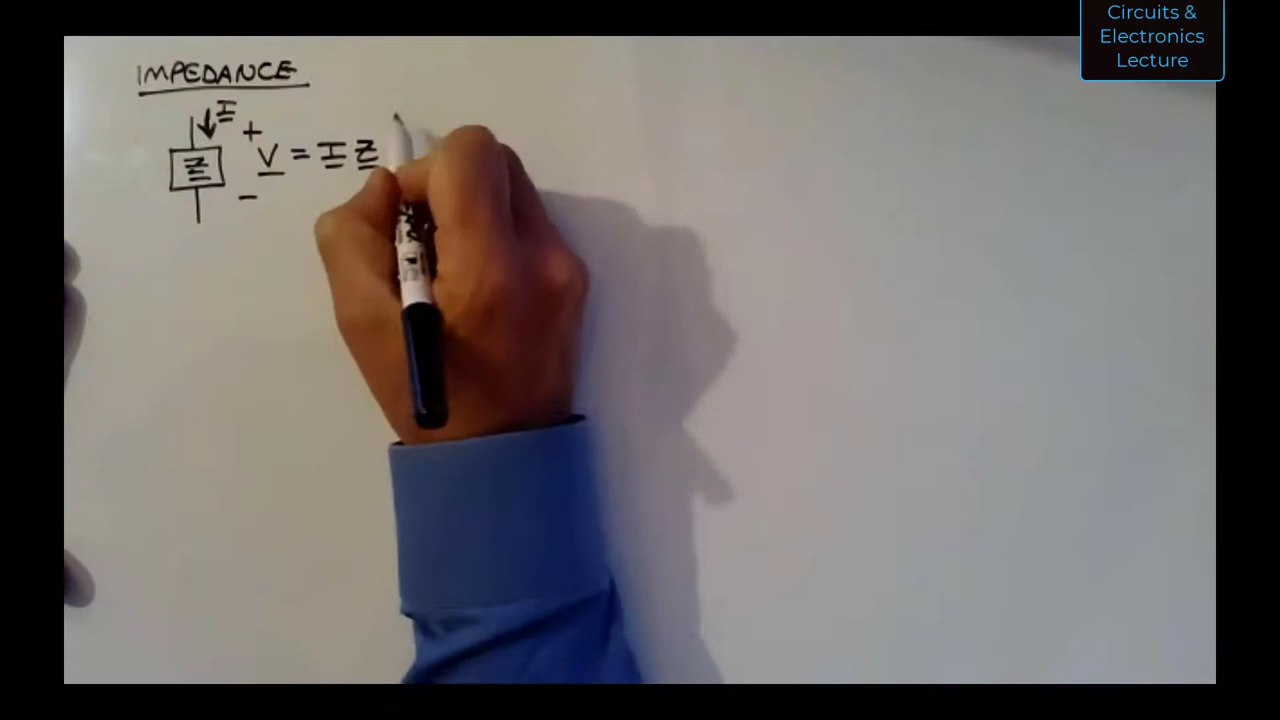 Circuits &
Electronics
Lecture
IMPEDANCE
I
+
Z V = I Z
-